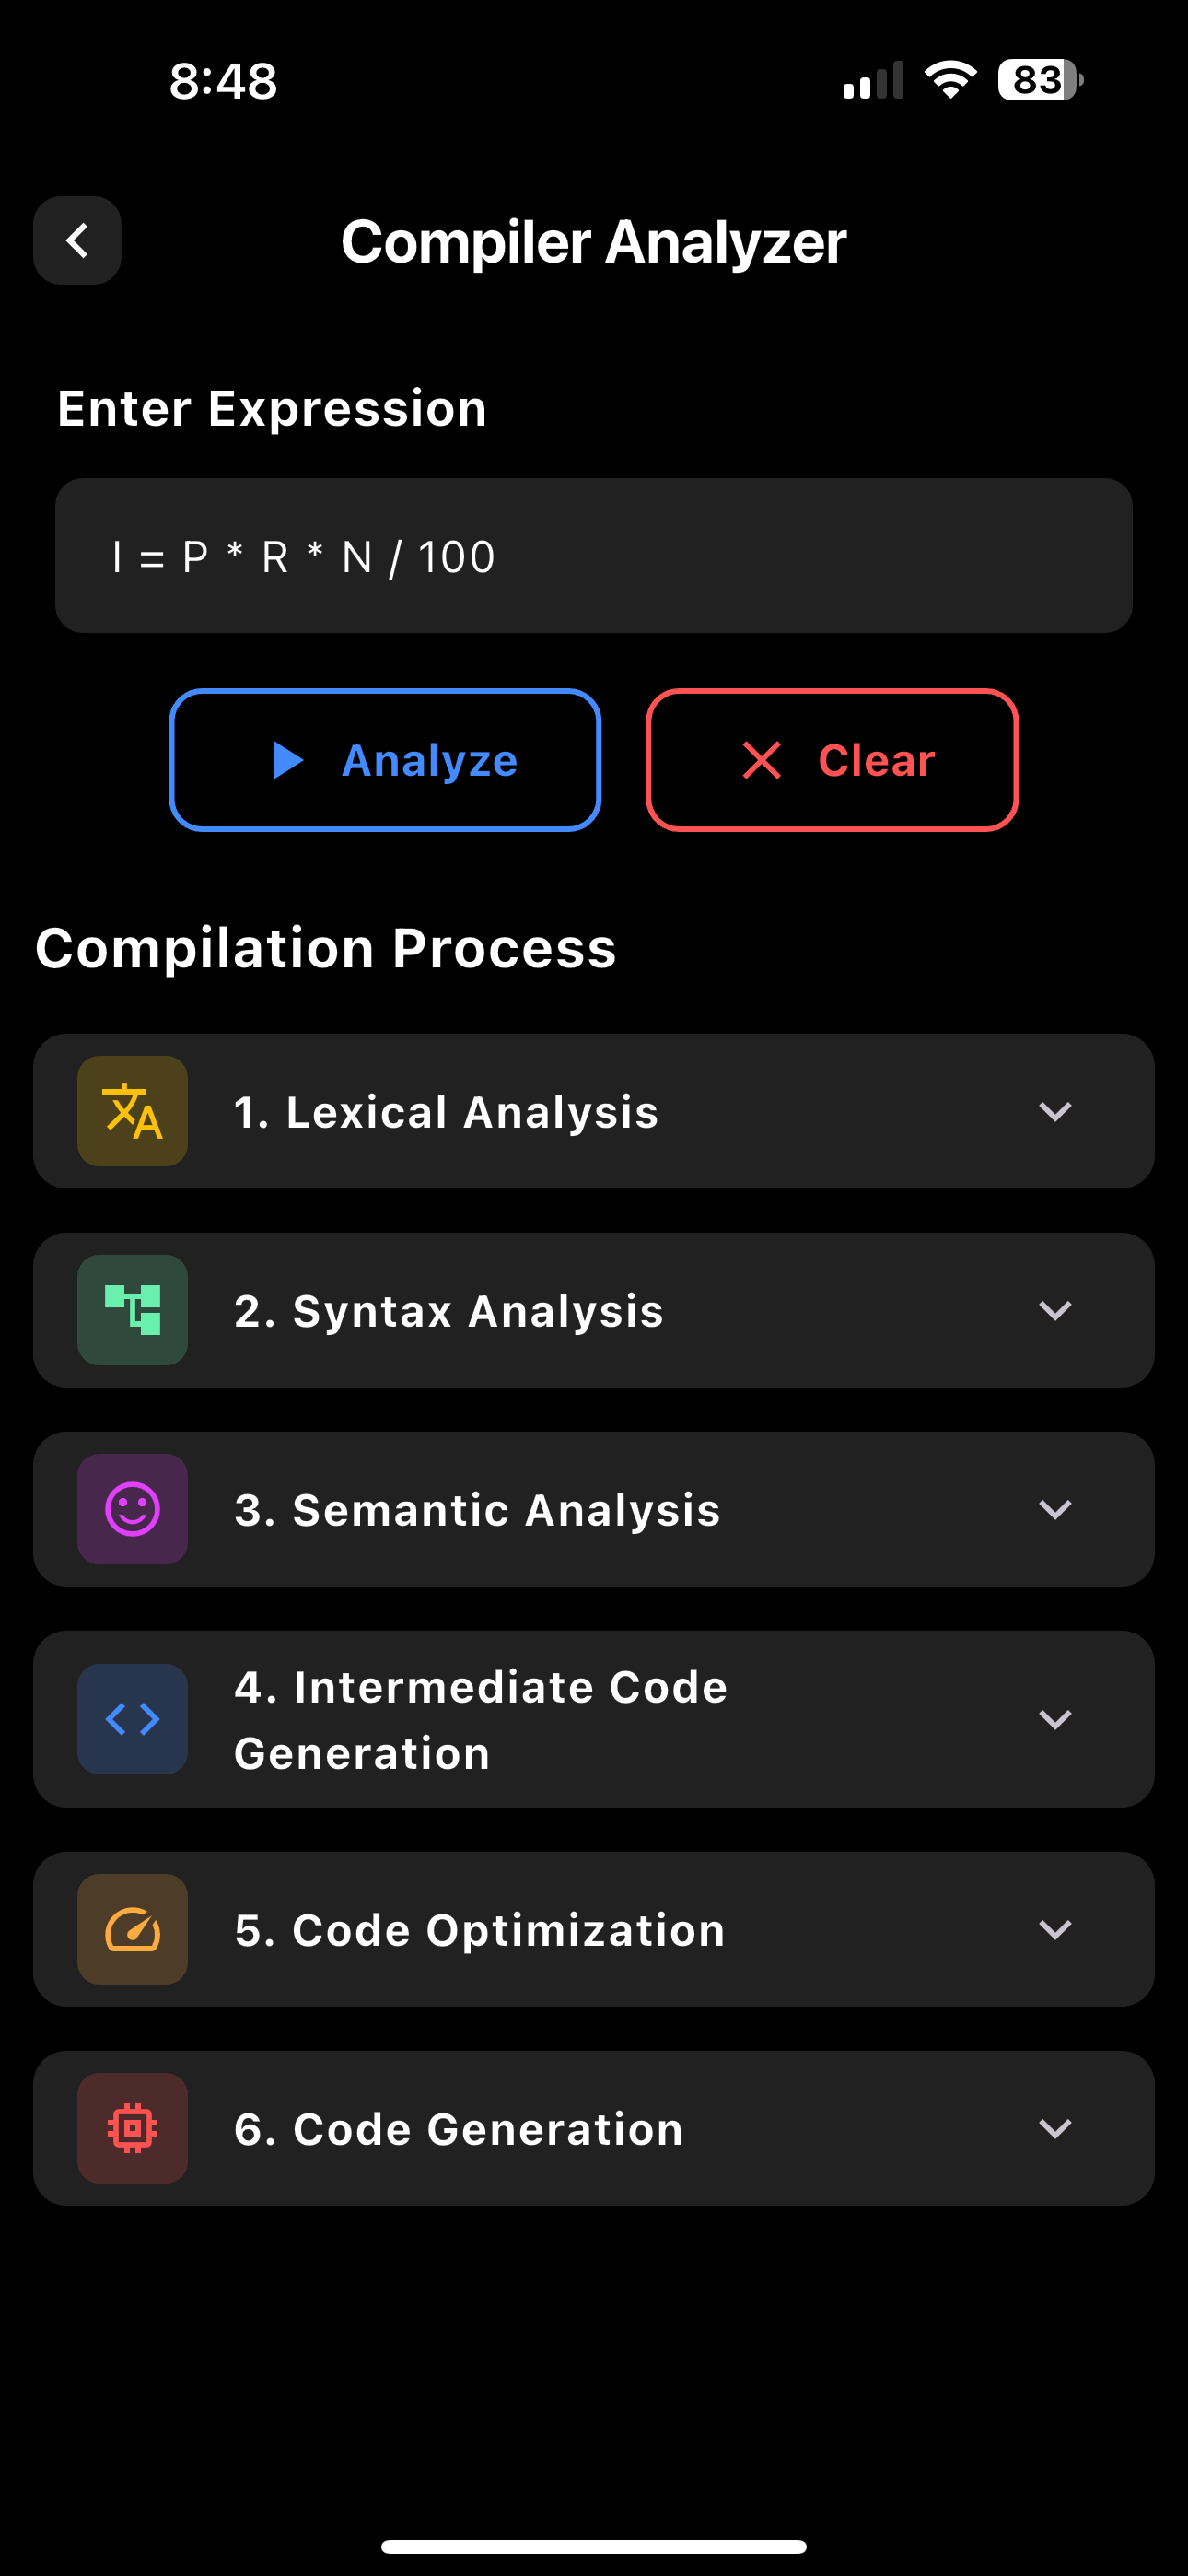 8:48
83
Compiler Analyzer
Enter Expression
I = P * R * N / 100
Analyze
Clear
Compilation Process
1. Lexical Analysis
2. Syntax Analysis
3. Semantic Analysis
4. Intermediate Code
Generation
5. Code Optimization
6. Code Generation